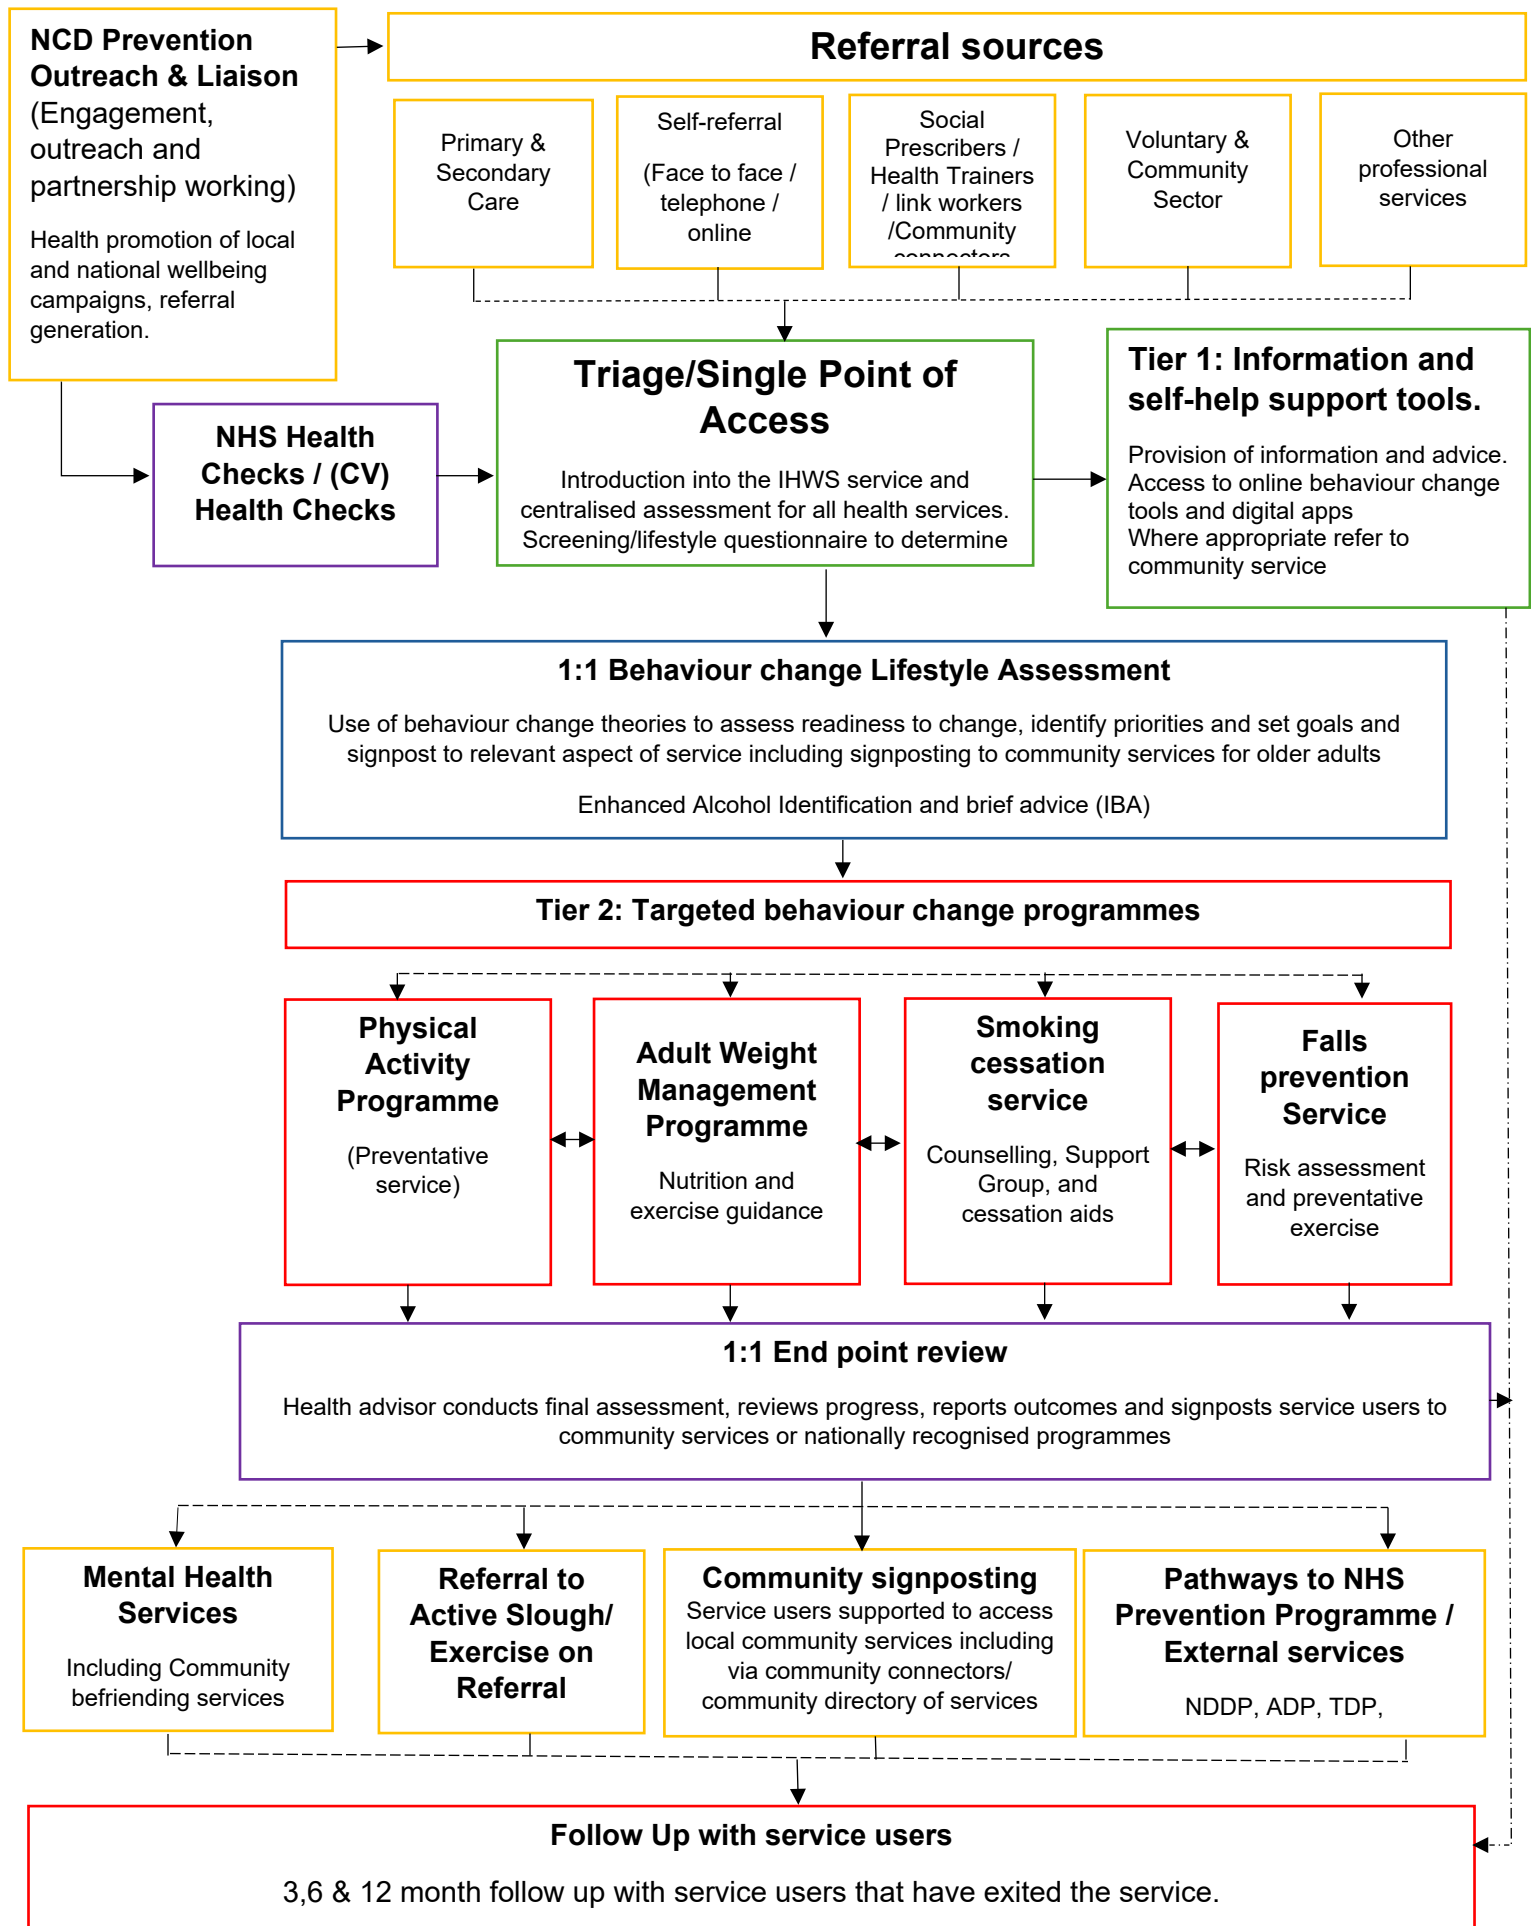 NCD Prevention
Outreach & Liaison
(Engagement,
outreach and
partnership working)
Health promotion of local
and national wellbeing
campaigns, referral
generation.
Referral sources
Primary &
Secondary
Care
Self-referral
(Face to face /
telephone /
online
Social
Prescribers /
Health Trainers
/ link workers
/Community
connectors
Voluntary &
Community
Sector
Other
professional
services
NHS Health
Checks / (CV)
Health Checks
Triage/Single Point of
Access
Introduction into the IHWS service and
centralised assessment for all health services.
Screening/lifestyle questionnaire to determine
Tier 1: Information and
self-help support tools.
Provision of information and advice.
Access to online behaviour change
tools and digital apps
Where appropriate refer to
community service
1:1 Behaviour change Lifestyle Assessment
Use of behaviour change theories to assess readiness to change, identify priorities and set goals and
signpost to relevant aspect of service including signposting to community services for older adults
Enhanced Alcohol Identification and brief advice (IBA)
Tier 2: Targeted behaviour change programmes
Physical
Activity
Programme
(Preventative
service)
Adult Weight
Management
Programme
Nutrition and
exercise guidance
Smoking
cessation
service
Counselling, Support
Group, and
cessation aids
Falls
prevention
Service
Risk assessment
and preventative
exercise
1:1 End point review
Health advisor conducts final assessment, reviews progress, reports outcomes and signposts service users to
community services or nationally recognised programmes
Mental Health
Services
Including Community
befriending services
Referral to
Active Slough/
Exercise on
Referral
Community signposting
Service users supported to access
local community services including
via community connectors/
community directory of services
Pathways to NHS
Prevention Programme /
External services
NDDP, ADP, TDP,
Follow Up with service users
3,6 & 12 month follow up with service users that have exited the service.